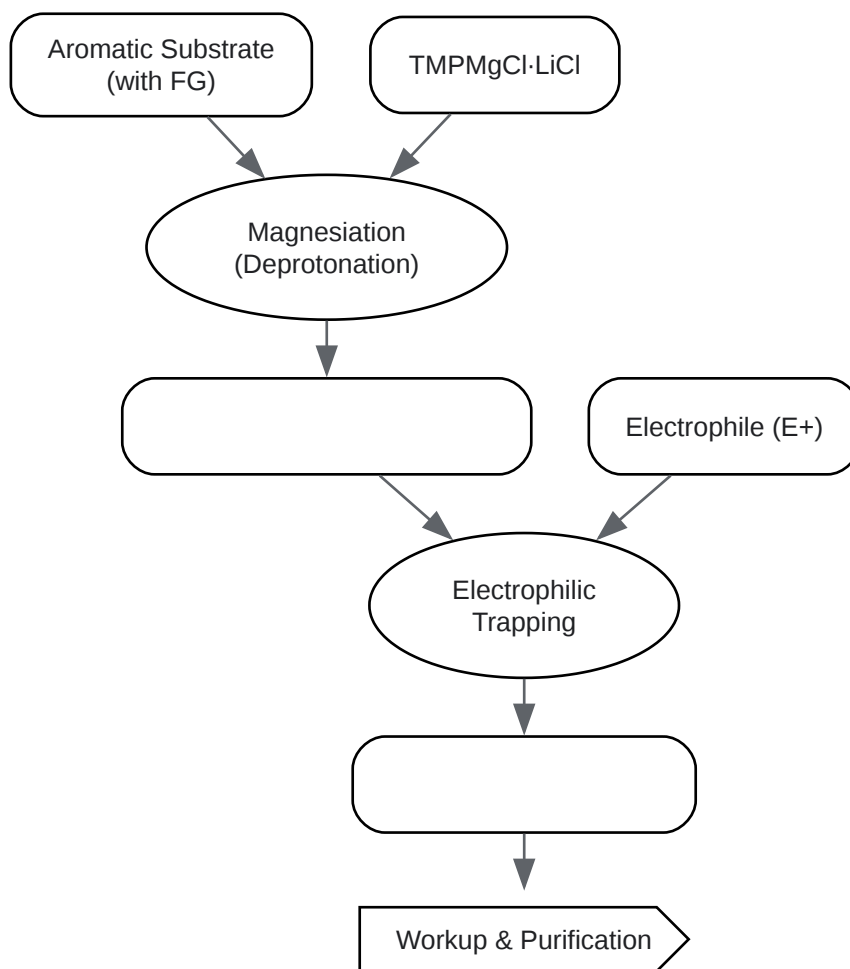 Aromatic Substrate
(with FG)
TMPMgCl·LiCl
Magnesiation
(Deprotonation)
Electrophile (E+)
Electrophilic
Trapping
Workup & Purification